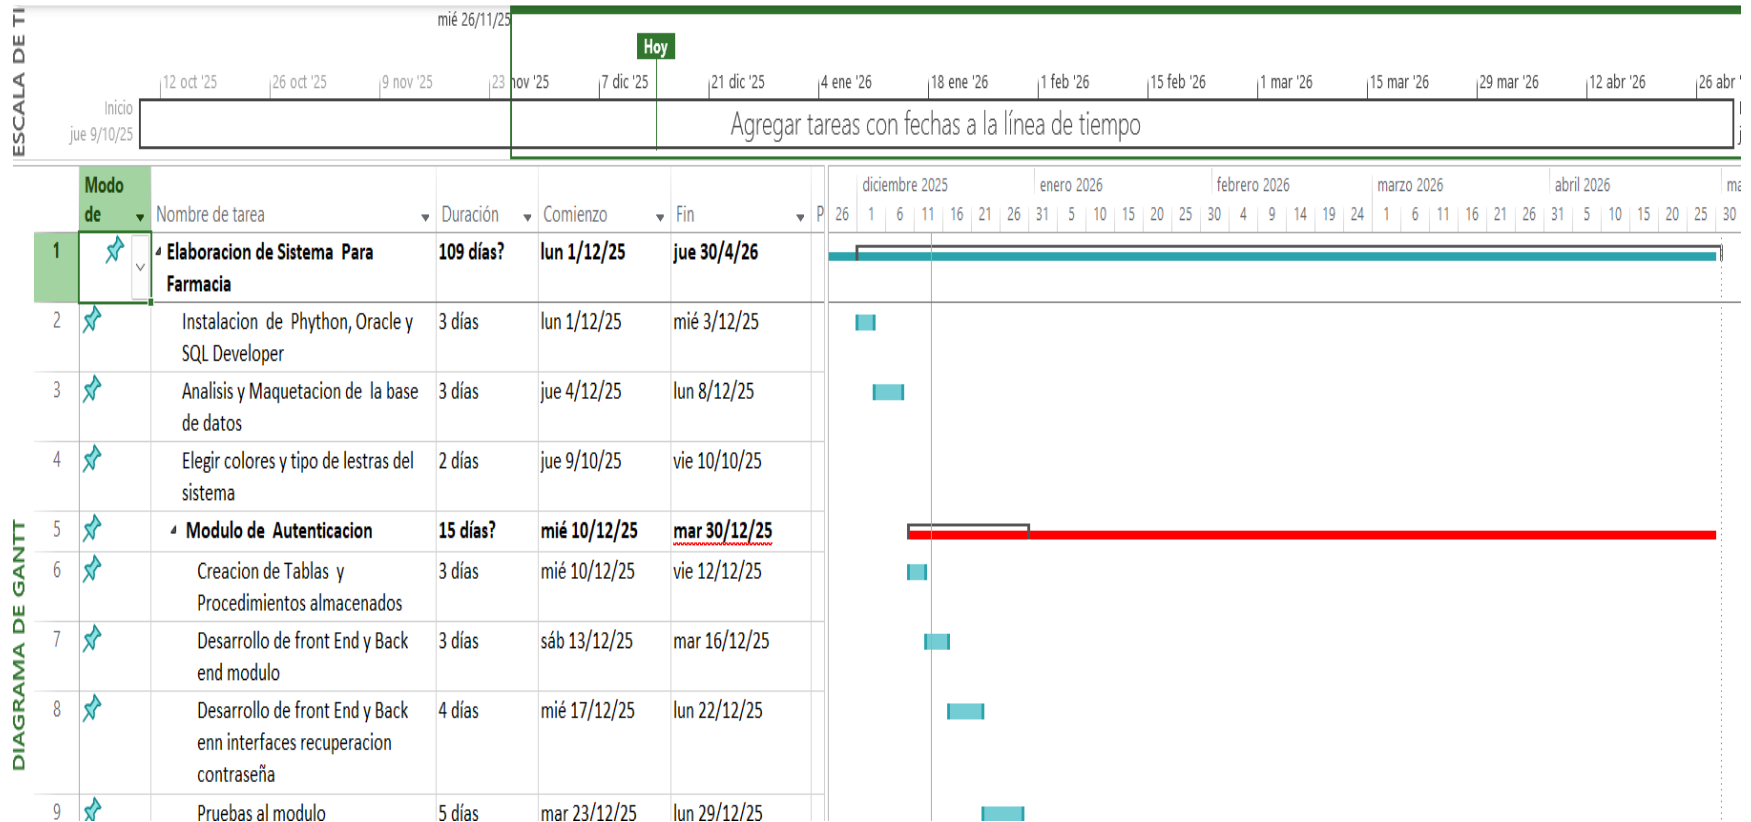 ESCALA DE TI
mié 26/11/25
Hoy
12 oct '25 26 oct '25 9 nov '25 23 nov '25 7 dic '25 21 dic '25 4 ene '26 18 ene '26 1 feb '26 15 feb '26 1 mar '26 15 mar '26 29 mar '26 12 abr '26 26 abr '
Inicio
jue 9/10/25
Agregar tareas con fechas a la línea de tiempo
DIAGRAMA DE GANTT
Modo
de Nombre de tarea Duración Comienzo Fin P
diciembre 2025 enero 2026 febrero 2026 marzo 2026 abril 2026 ma
26 1 6 11 16 21 26 31 5 10 15 20 25 30 4 9 14 19 24 1 6 11 16 21 26 31 5 10 15 20 25 30
1 Elaboracion de Sistema Para 109 días? lun 1/12/25 jue 30/4/26
Farmacia
2 Instalacion de Phython, Oracle y 3 días lun 1/12/25 mié 3/12/25
SQL Developer
3 Analisis y Maquetacion de la base 3 días jue 4/12/25 lun 8/12/25
de datos
4 Elegir colores y tipo de lestras del 2 días jue 9/10/25 vie 10/10/25
sistema
5 Modulo de Autenticacion 15 días? mié 10/12/25 mar 30/12/25
6 Creacion de Tablas y 3 días mié 10/12/25 vie 12/12/25
Procedimientos almacenados
7 Desarrollo de front End y Back 3 días sáb 13/12/25 mar 16/12/25
end modulo
8 Desarrollo de front End y Back 4 días mié 17/12/25 lun 22/12/25
enn interfaces recuperacion
contraseña
9 Pruebas al modulo 5 días mar 23/12/25 lun 29/12/25